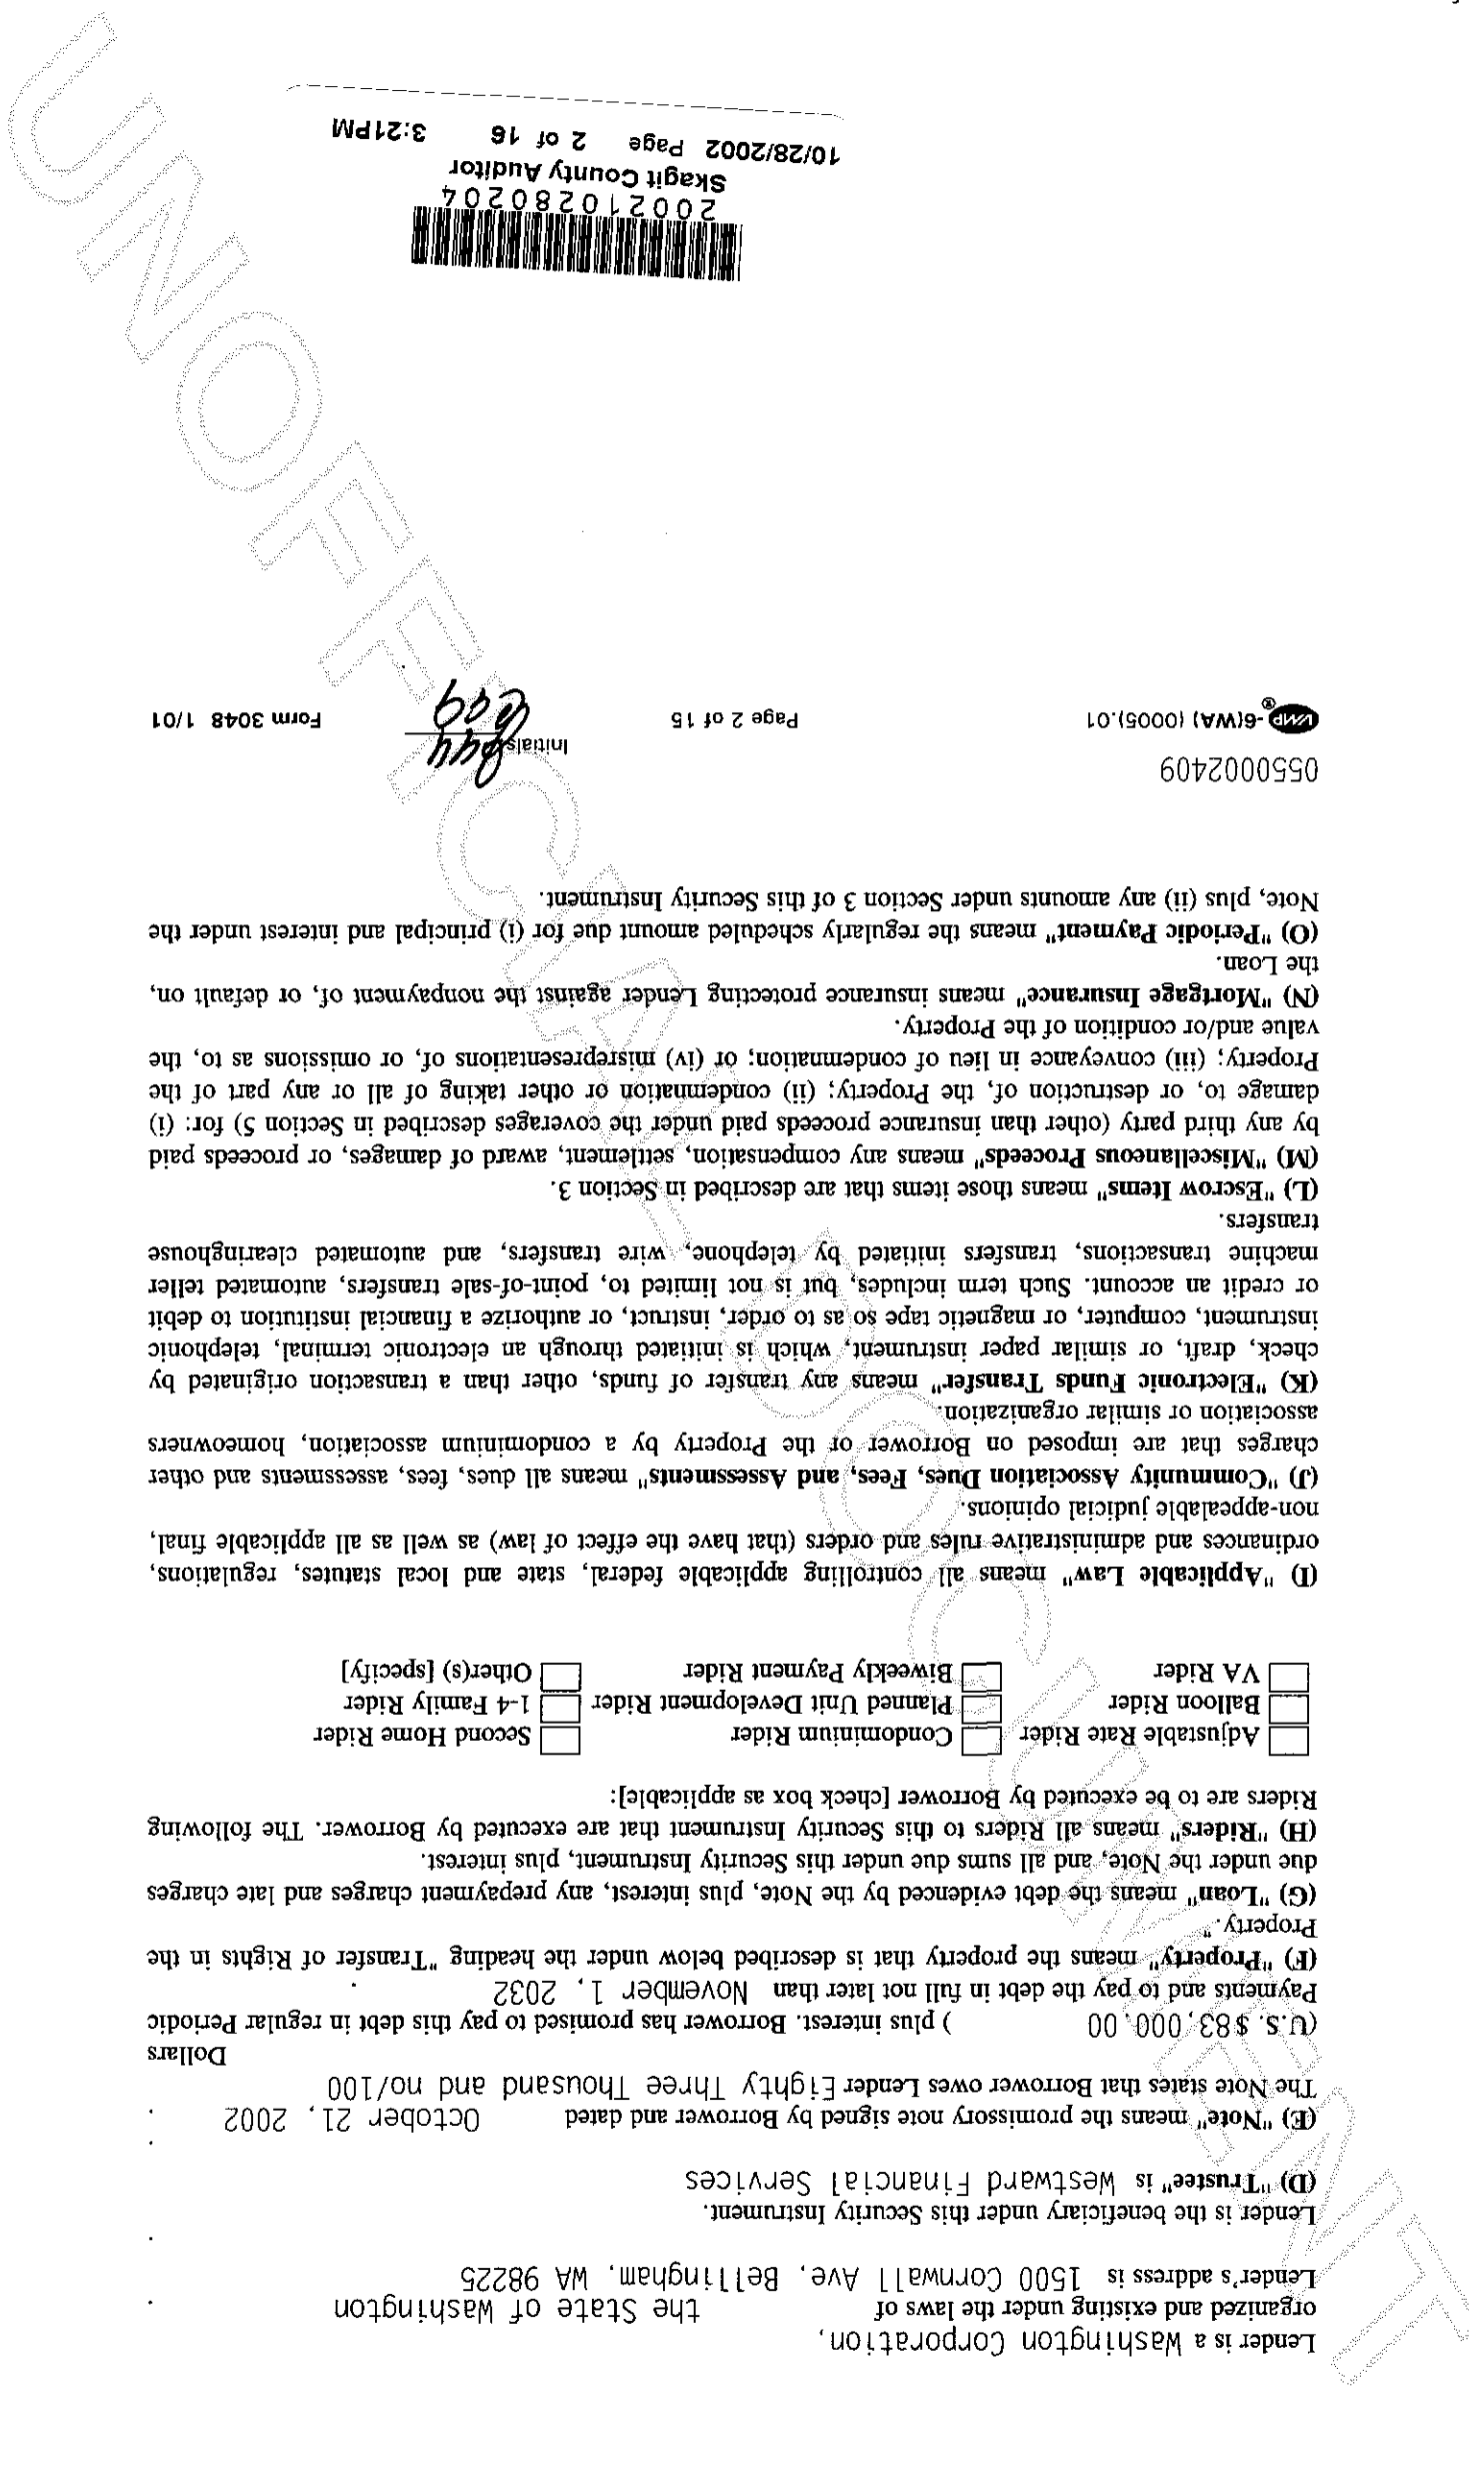 Lender is a Washington Corporation,
organized and existing under the laws of the State of Washington .
Lender's address is 1500 Cornwall Ave, Bellingham, WA 98225
.
Lender is the beneficiary under this Security Instrument.
(D) "Trustee" is Westward Financial Services
.
(E) "Note" means the promissory note signed by Borrower and dated October 21, 2002 .
The Note states that Borrower owes Lender Eighty Three Thousand and no/100
Dollars
(U.S. $83,000.00 ) plus interest. Borrower has promised to pay this debt in regular Periodic
Payments and to pay the debt in full not later than November 1, 2032 .
(F) "Property" means the property that is described below under the heading "Transfer of Rights in the
Property."
(G) "Loan" means the debt evidenced by the Note, plus interest, any prepayment charges and late charges
due under the Note, and all sums due under this Security Instrument, plus interest.
(H) "Riders" means all Riders to this Security Instrument that are executed by Borrower. The following
Riders are to be executed by Borrower [check box as applicable]:
Adjustable Rate Rider Condominium Rider Second Home Rider
Balloon Rider Planned Unit Development Rider 1-4 Family Rider
VA Rider Biweekly Payment Rider Other(s) [specify]
(I) "Applicable Law" means all controlling applicable federal, state and local statutes, regulations,
ordinances and administrative rules and orders (that have the effect of law) as well as all applicable final,
non-appealable judicial opinions.
(J) "Community Association Dues, Fees, and Assessments" means all dues, fees, assessments and other
charges that are imposed on Borrower or the Property by a condominium association, homeowners
association or similar organization.
(K) "Electronic Funds Transfer" means any transfer of funds, other than a transaction originated by
check, draft, or similar paper instrument, which is initiated through an electronic terminal, telephonic
instrument, computer, or magnetic tape so as to order, instruct, or authorize a financial institution to debit
or credit an account. Such term includes, but is not limited to, point-of-sale transfers, automated teller
machine transactions, transfers initiated by telephone, wire transfers, and automated clearinghouse
transfers.
(L) "Escrow Items" means those items that are described in Section 3.
(M) "Miscellaneous Proceeds" means any compensation, settlement, award of damages, or proceeds paid
by any third party (other than insurance proceeds paid under the coverages described in Section 5) for: (i)
damage to, or destruction of, the Property; (ii) condemnation or other taking of all or any part of the
Property; (iii) conveyance in lieu of condemnation; or (iv) misrepresentations of, or omissions as to, the
value and/or condition of the Property.
(N) "Mortgage Insurance" means insurance protecting Lender against the nonpayment of, or default on,
the Loan.
(O) "Periodic Payment" means the regularly scheduled amount due for (i) principal and interest under the
Note, plus (ii) any amounts under Section 3 of this Security Instrument.
0550002409
Initials
VMP®-6(WA) (0005).01 Page 2 of 15 Form 3048 1/01
200210280204
Skagit County Auditor
10/28/2002 Page 2 of 16 3:21PM
UNOFFICIAL DOCUMENT